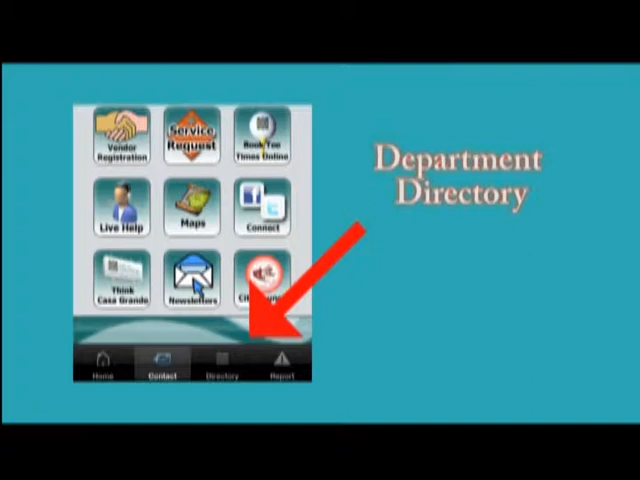 Vendor
Registration
Service
Request
Book Tee
Times Online
Live Help
Maps
Connect
Think
Casa Grande
Newsletters
Department
Directory
Home
Contact
Directory
Report